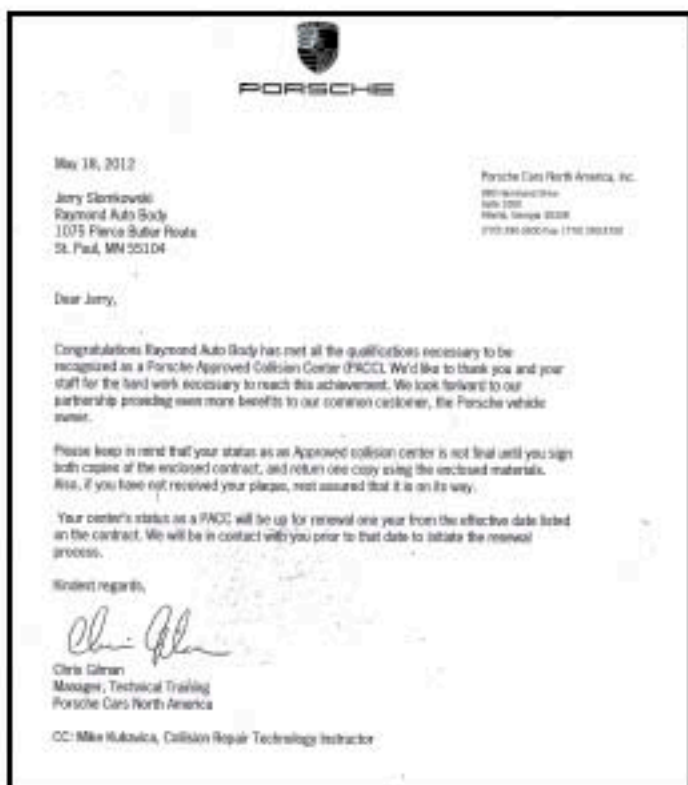 PORSCHE
May 18, 2012
Porsche Cars North America, Inc.
Jerry
Raymond Auto Body
1075 Pierce Butler Route
St. Paul, MN 55104
Dear Jerry,
Congratulations Raymond Auto Body has met all the qualifications necessary to be
recognized as a Porsche Approved Collision Center (PACC). We'd like to thank you and your
staff for the hard work necessary to reach this achievement. We look forward to our
partnership providing even more benefits to our common customer, the Porsche vehicle
owner.
Please keep in mind that your status as an Approved collision center is not final until you sign
both copies of the enclosed contract, and return one copy using the enclosed materials.
Also, if you have not received your plaque, rest assured that it is on its way.
Your center's status as a PACC will be up for renewal one year from the effective date listed
on the contract. We will be in contact with you prior to that date to initiate the renewal
process.
Kindest regards,
Chris Gilman
Manager, Technical Training
Porsche Cars North America
CC: Mike Kukavica, Collision Repair Technology Instructor